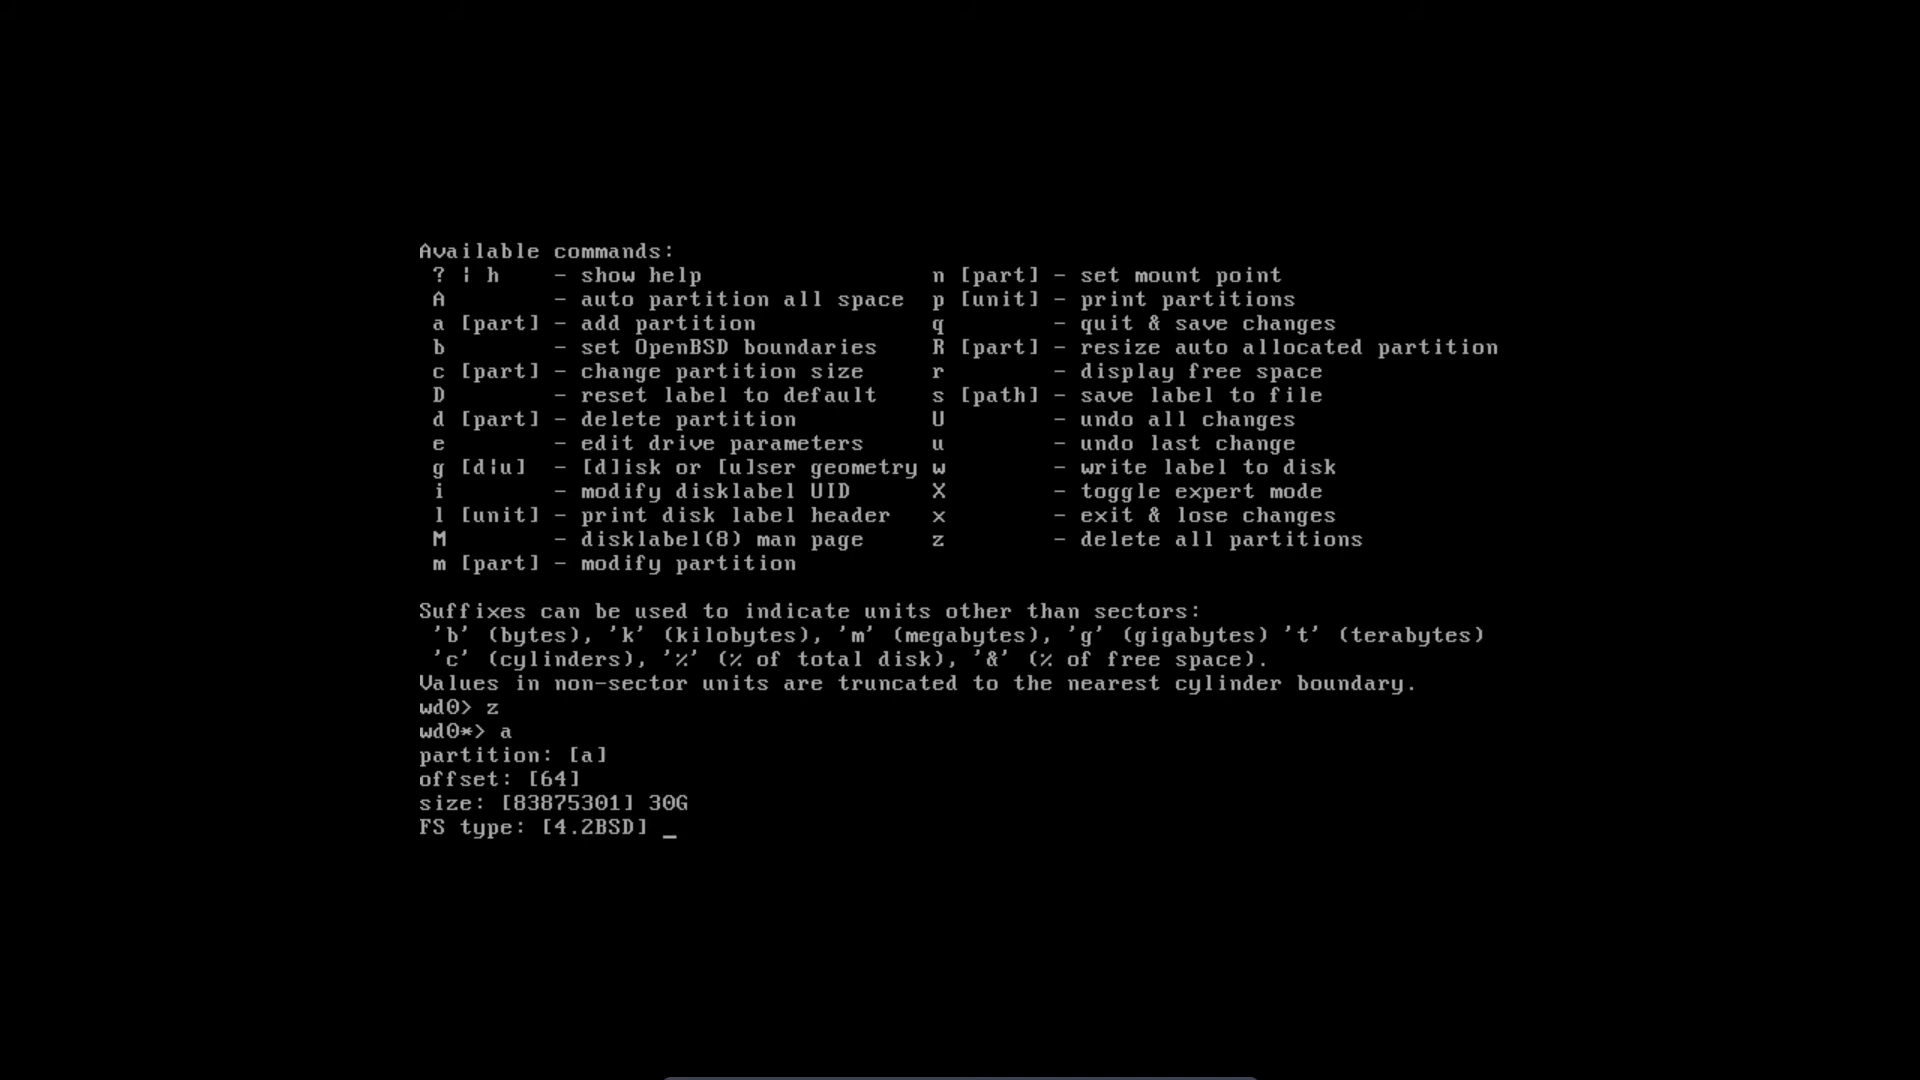 Available commands:
? | h    - show help                 n [part] - set mount point
A        - auto partition all space  p [unit] - print partitions
a [part] - add partition             q        - quit & save changes
b        - set OpenBSD boundaries    R [part] - resize auto allocated partition
c [part] - change partition size     r        - display free space
D        - reset label to default    s [path] - save label to file
d [part] - delete partition          U        - undo all changes
e        - edit drive parameters     u        - undo last change
g [d|u]  - [d]isk or [u]ser geometry w        - write label to disk
i        - modify disklabel UID      X        - toggle expert mode
l [unit] - print disk label header   x        - exit & lose changes
M        - disklabel(8) man page     z        - delete all partitions
m [part] - modify partition
Suffixes can be used to indicate units other than sectors:
'b' (bytes), 'k' (kilobytes), 'm' (megabytes), 'g' (gigabytes) 't' (terabytes)
'c' (cylinders), '%' (% of total disk), '&' (% of free space).
Values in non-sector units are truncated to the nearest cylinder boundary.
wd0> z
wd0*> a
partition: [a]
offset: [64]
size: [83875301] 30G
FS type: [4.2BSD] _